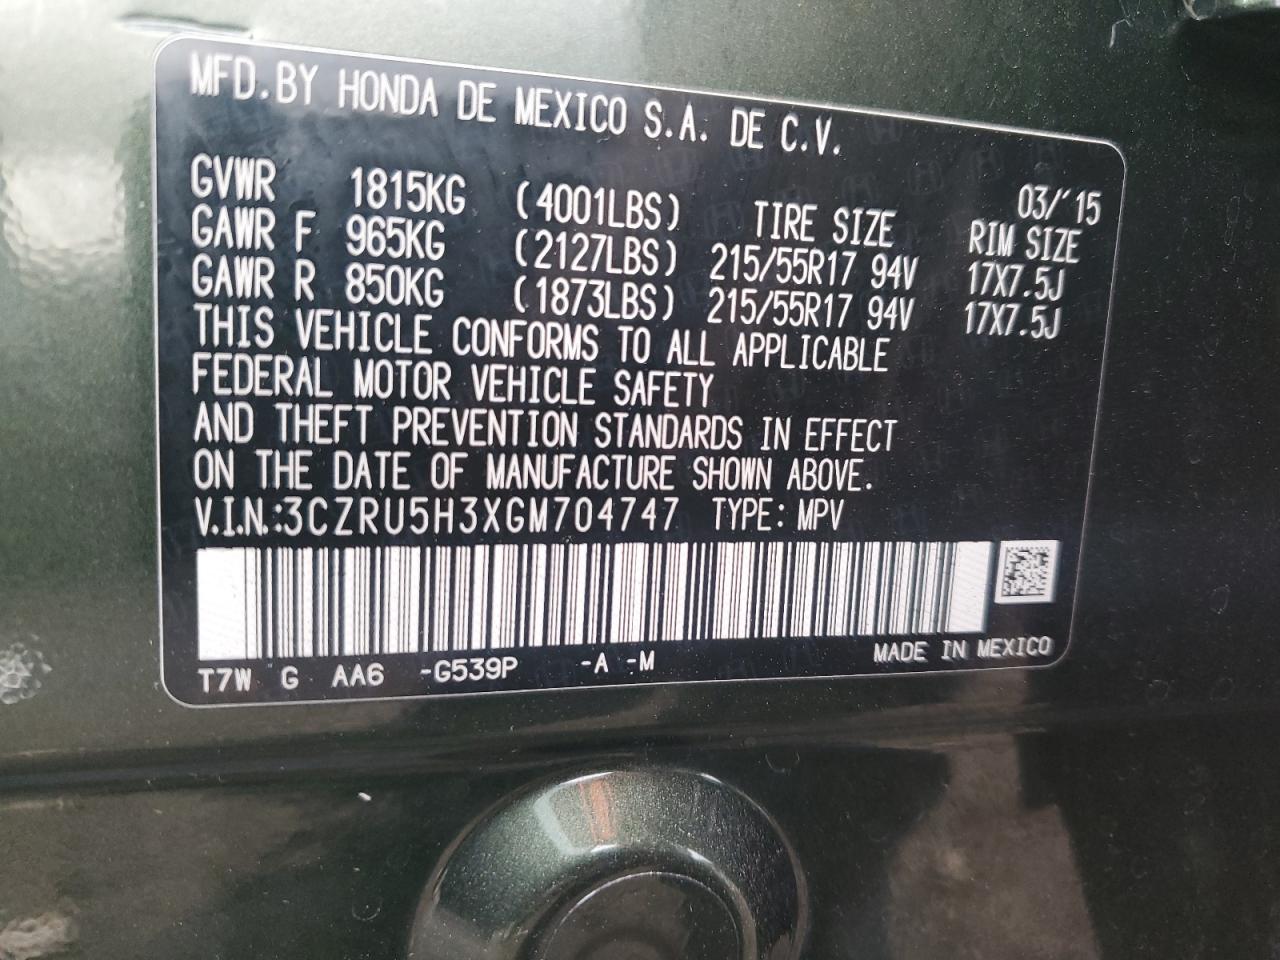 MFD.BY HONDA DE MEXICO S.A. DE C.V.
03/'15
GVWR 1815KG (4001LBS) TIRE SIZE RIM SIZE
GAWR F 965KG (2127LBS) 215/55R17 94V 17X7.5J
GAWR R 850KG (1873LBS) 215/55R17 94V 17X7.5J
THIS VEHICLE CONFORMS TO ALL APPLICABLE
FEDERAL MOTOR VEHICLE SAFETY
AND THEFT PREVENTION STANDARDS IN EFFECT
ON THE DATE OF MANUFACTURE SHOWN ABOVE.
V.I.N.:3CZRU5H3XGM704747 TYPE: MPV
T7W G AA6 -G539P -A -M MADE IN MEXICO